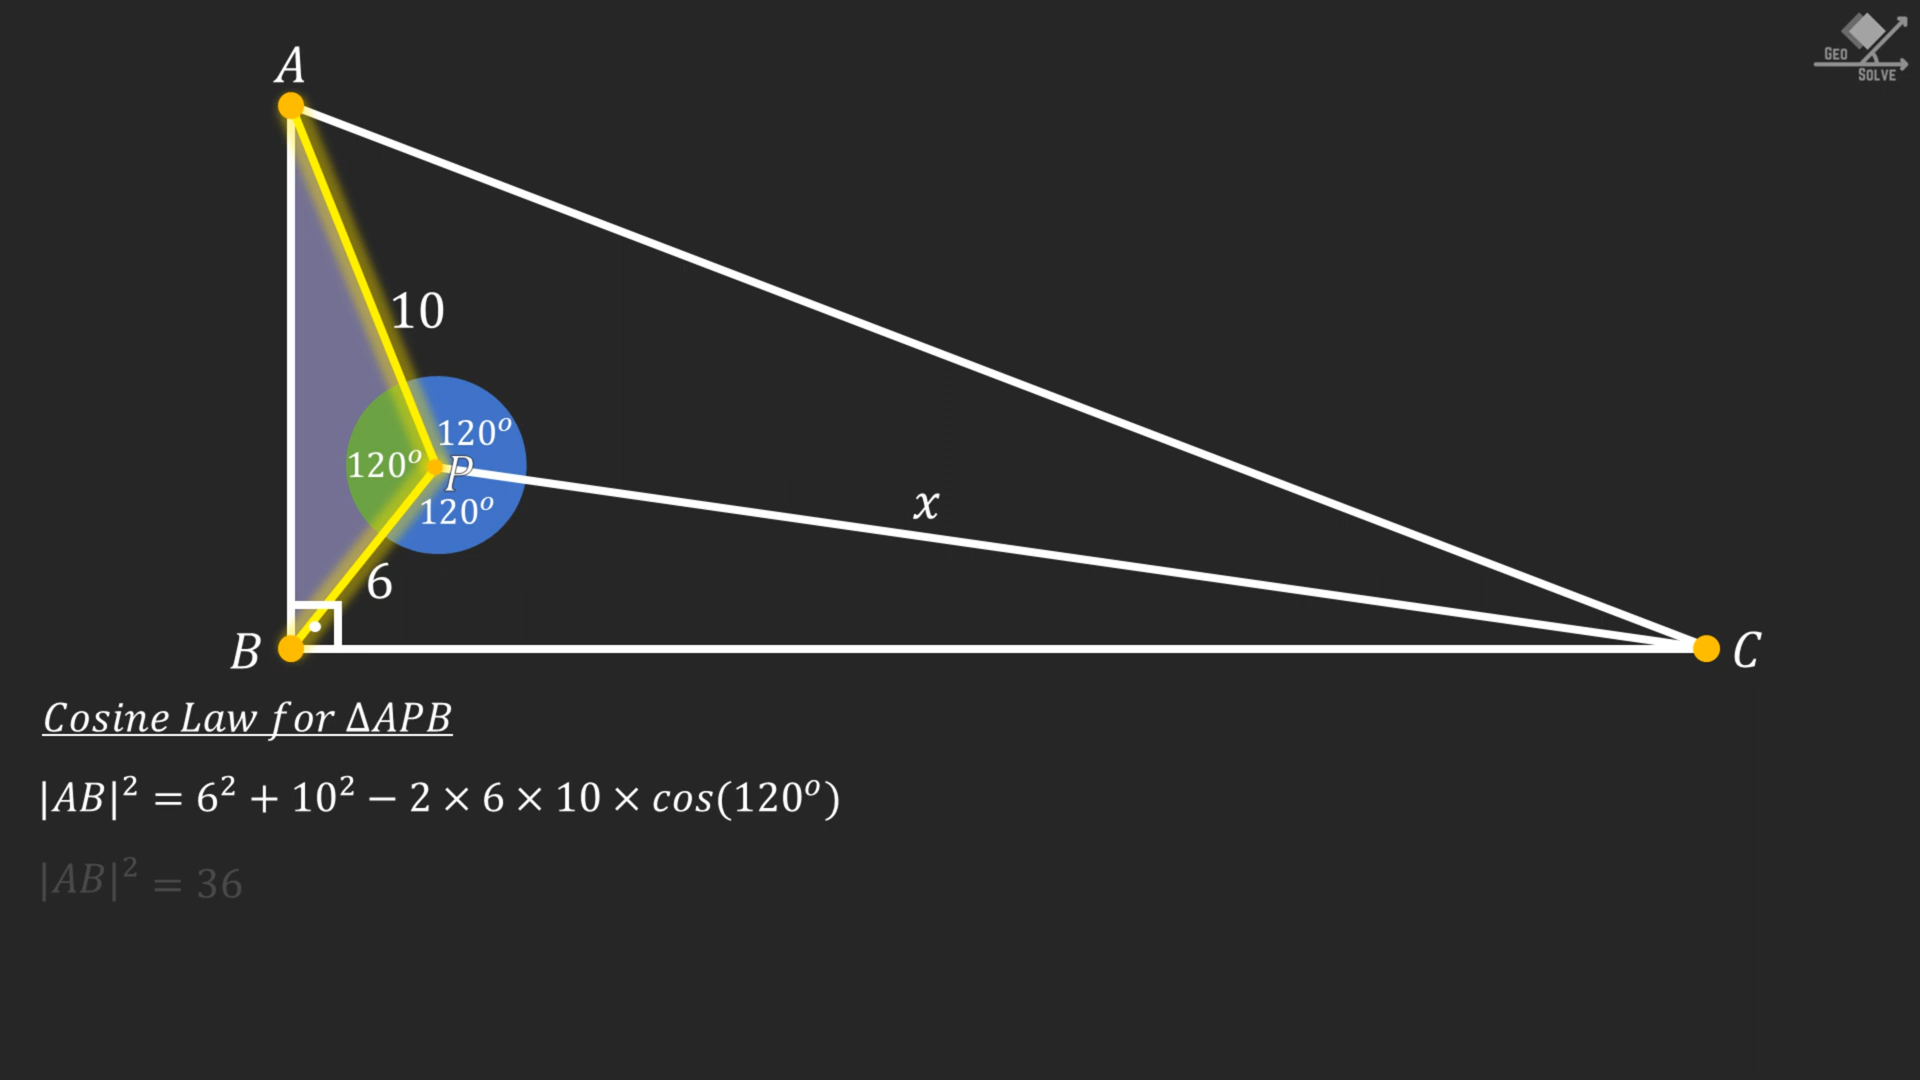 GEO
SOLVE
A
10
120°
120°
P
120°
x
6
B
C
Cosine Law for ΔAPB
|AB|² = 6² + 10² − 2 × 6 × 10 × cos(120°)
|AB|² = 36